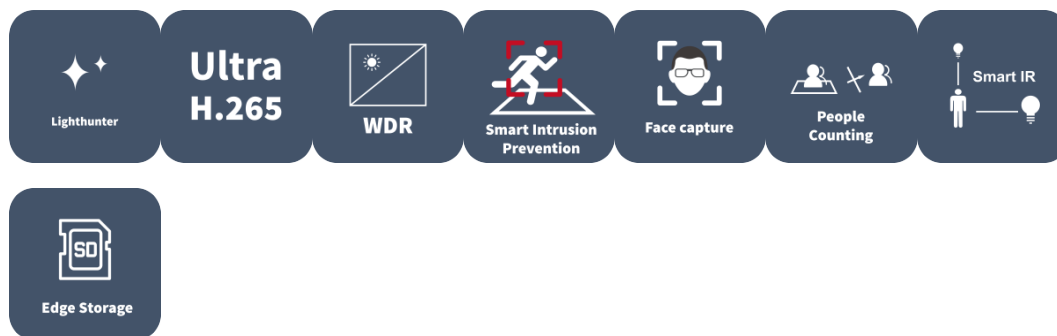 Lighthunter
Ultra
H.265
WDR
Smart Intrusion
Prevention
Face capture
People
Counting
Smart IR
SD
Edge Storage